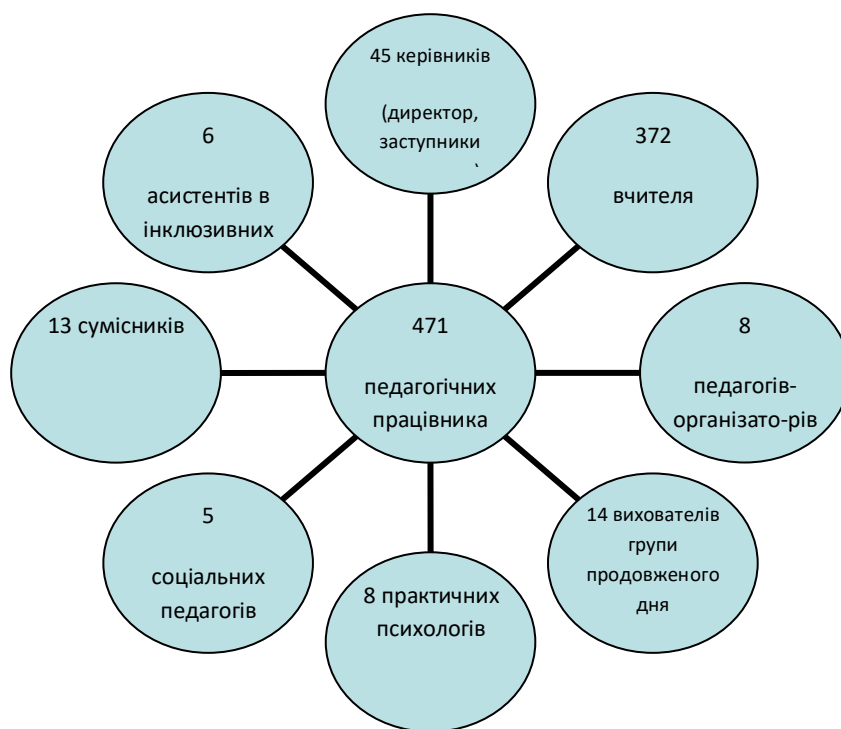 45 керівників
(директор,
заступники
6
асистентів в
інклюзивних
372
вчителя
13 сумісників
471
педагогічних
працівника
8
педагогів-
організато-рів
5
соціальних
педагогів
8 практичних
психологів
14 вихователів
групи
продовженого
дня